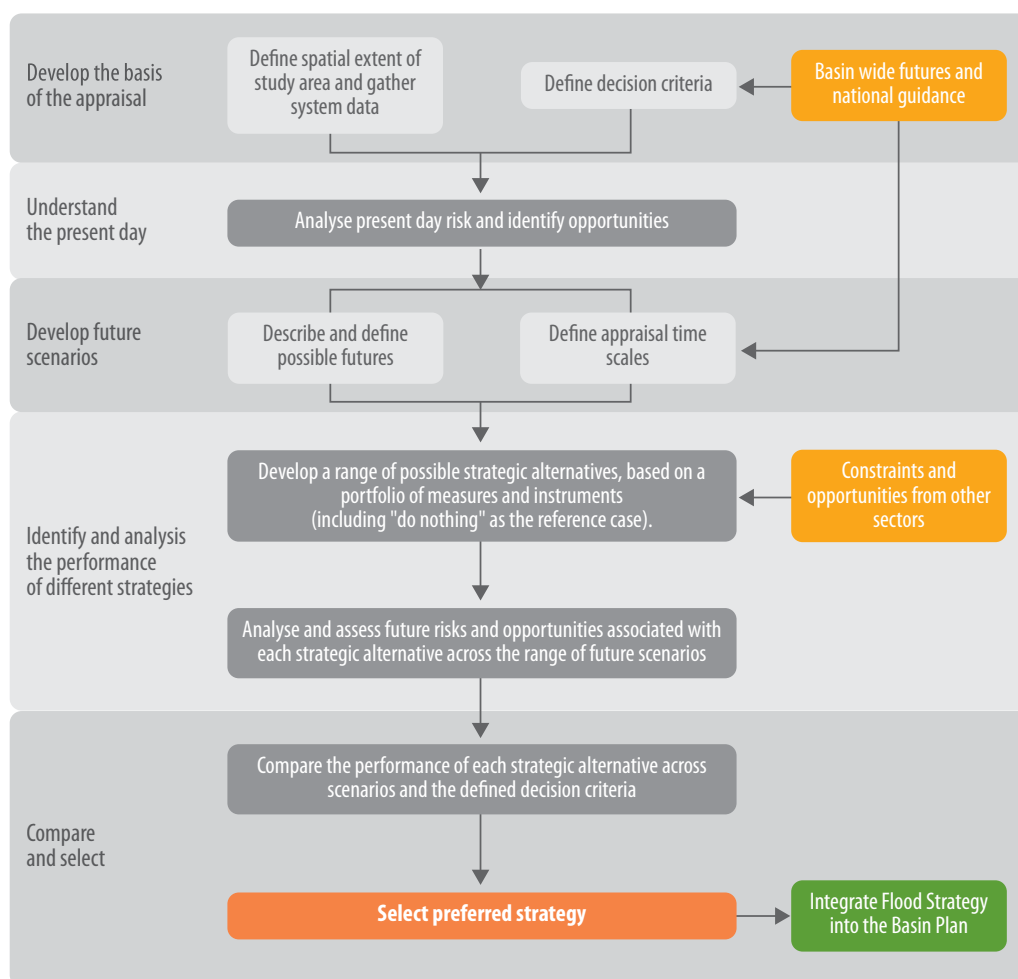 Develop the basis
of the appraisal
Define spatial extent of
study area and gather
system data
Define decision criteria
Basin wide futures and
national guidance
Understand
the present day
Analyse present day risk and identify opportunities
Develop future
scenarios
Describe and define
possible futures
Define appraisal time
scales
Identify and analysis
the performance
of different strategies
Develop a range of possible strategic alternatives, based on a
portfolio of measures and instruments
(including "do nothing" as the reference case).
Constraints and
opportunities from other
sectors
Analyse and assess future risks and opportunities associated with
each strategic alternative across the range of future scenarios
Compare
and select
Compare the performance of each strategic alternative across
scenarios and the defined decision criteria
Select preferred strategy
Integrate Flood Strategy
into the Basin Plan